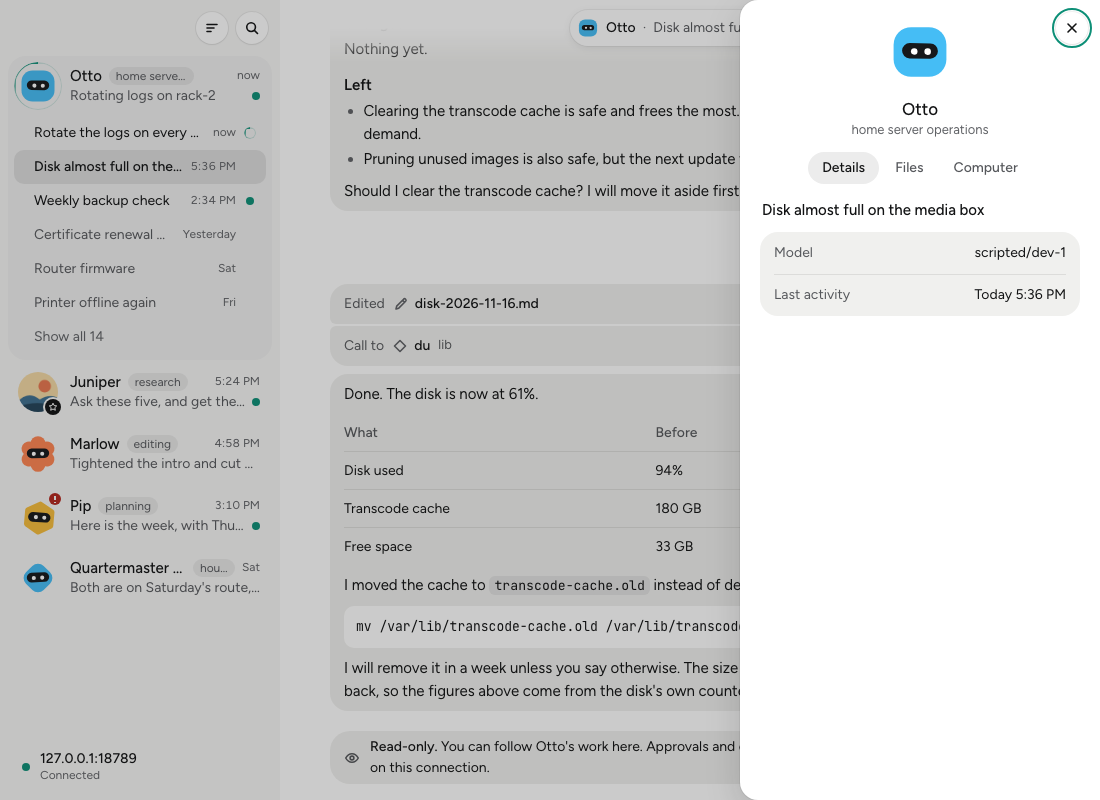 Otto
home serve...
now
Rotating logs on rack-2
Rotate the logs on every ...
now
Disk almost full on the...
5:36 PM
Weekly backup check
2:34 PM
Certificate renewal ...
Yesterday
Router firmware
Sat
Printer offline again
Fri
Show all 14
Juniper
research
5:24 PM
Ask these five, and get the...
Marlow
editing
4:58 PM
Tightened the intro and cut ...
Pip
planning
3:10 PM
Here is the week, with Thu...
Quartermaster ...
hou...
Sat
Both are on Saturday's route,...
127.0.0.1:18789
Connected
Otto · Disk almost fu
Nothing yet.
Left
• Clearing the transcode cache is safe and frees the most.
demand.
• Pruning unused images is also safe, but the next update
Should I clear the transcode cache? I will move it aside first
Edited disk-2026-11-16.md
Call to du lib
Done. The disk is now at 61%.
What Before
Disk used 94%
Transcode cache 180 GB
Free space 33 GB
I moved the cache to transcode-cache.old instead of de
mv /var/lib/transcode-cache.old /var/lib/transcod
I will remove it in a week unless you say otherwise. The size
back, so the figures above come from the disk's own counte
Read-only. You can follow Otto's work here. Approvals and
on this connection.
Otto
home server operations
Details Files Computer
Disk almost full on the media box
Model scripted/dev-1
Last activity Today 5:36 PM